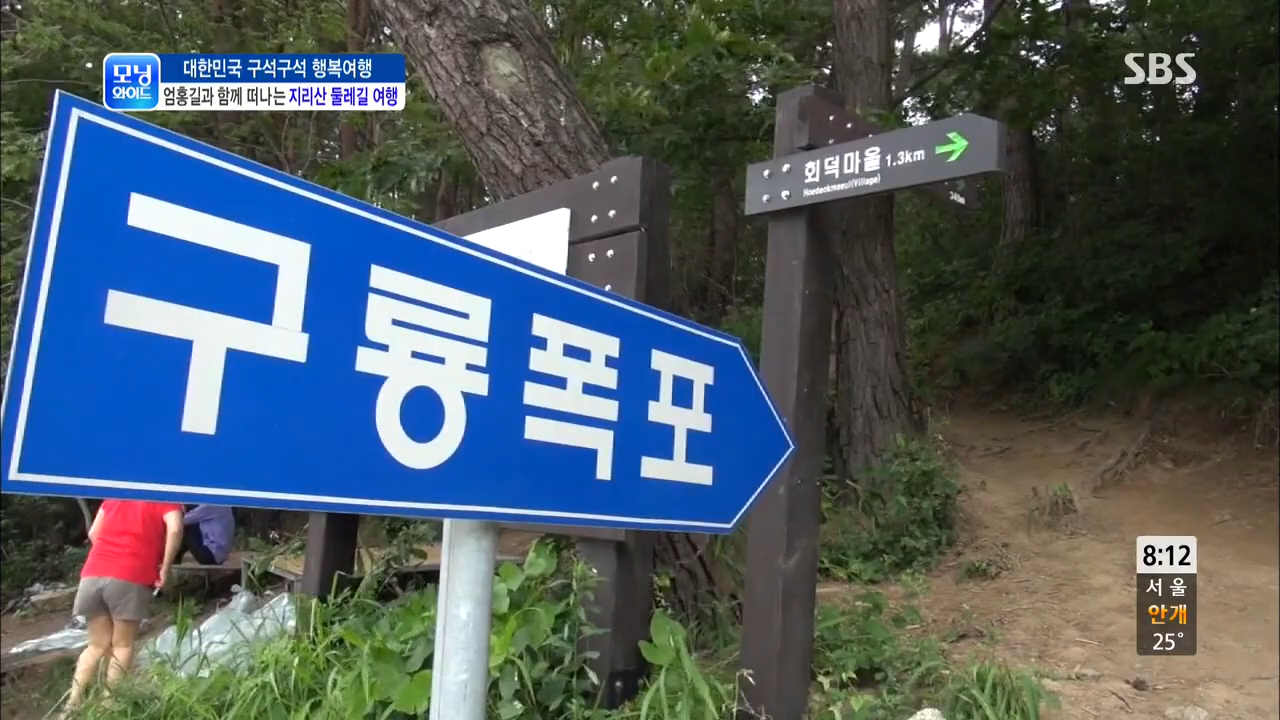 모닝
와이드
대한민국 구석구석 행복여행
엄홍길과 함께 떠나는 지리산 둘레길 여행
SBS
회덕마을 1.3km
Hoedeokmaeul(Village)
구룡폭포
8:12
서울
안개
25°